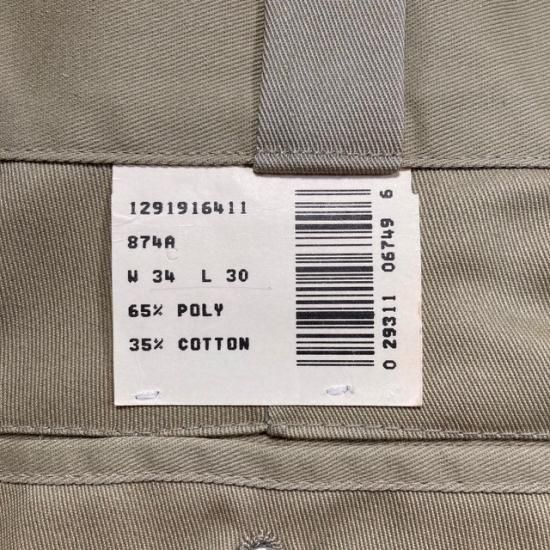 1291916411
874A
W 34 L 30
65% POLY
35% COTTON
0 29311 06749 6